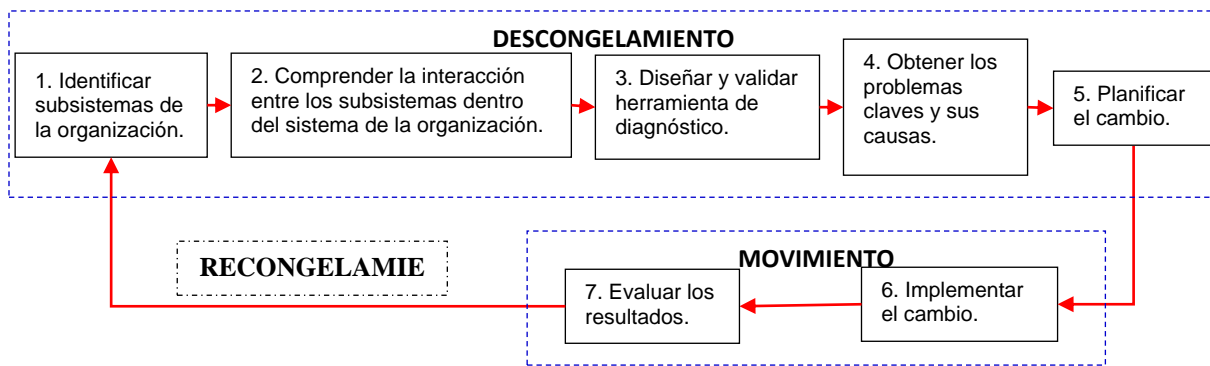 DESCONGELAMIENTO
1. Identificar
subsistemas de
la organización.
2. Comprender la interacción
entre los subsistemas dentro
del sistema de la organización.
3. Diseñar y validar
herramienta de
diagnóstico.
4. Obtener los
problemas
claves y sus
causas.
5. Planificar
el cambio.
RECONGELAMIE
MOVIMIENTO
7. Evaluar los
resultados.
6. Implementar
el cambio.